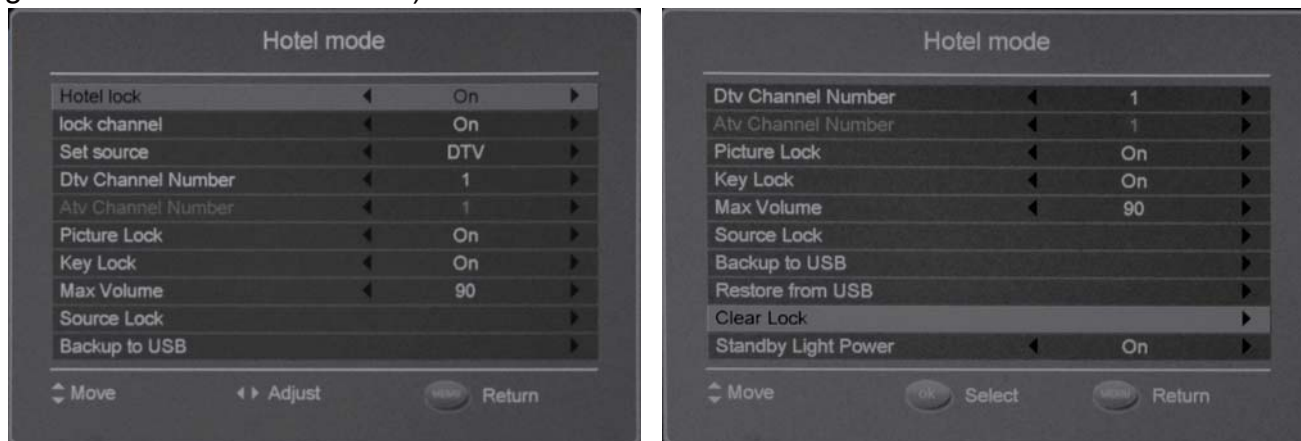 Hotel mode
Hotel lock On
lock channel On
Set source DTV
Dtv Channel Number 1
Atv Channel Number 1
Picture Lock On
Key Lock On
Max Volume 90
Source Lock
Backup to USB
Move Adjust MENU Return
Hotel mode
Dtv Channel Number 1
Atv Channel Number 1
Picture Lock On
Key Lock On
Max Volume 90
Source Lock
Backup to USB
Restore from USB
Clear Lock
Standby Light Power On
Move ok Select MENU Return